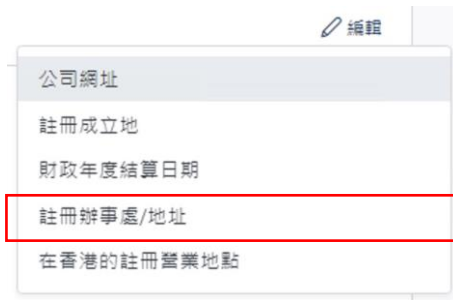 編輯
公司網址
註冊成立地
財政年度結算日期
註冊辦事處/地址
在香港的註冊營業地點